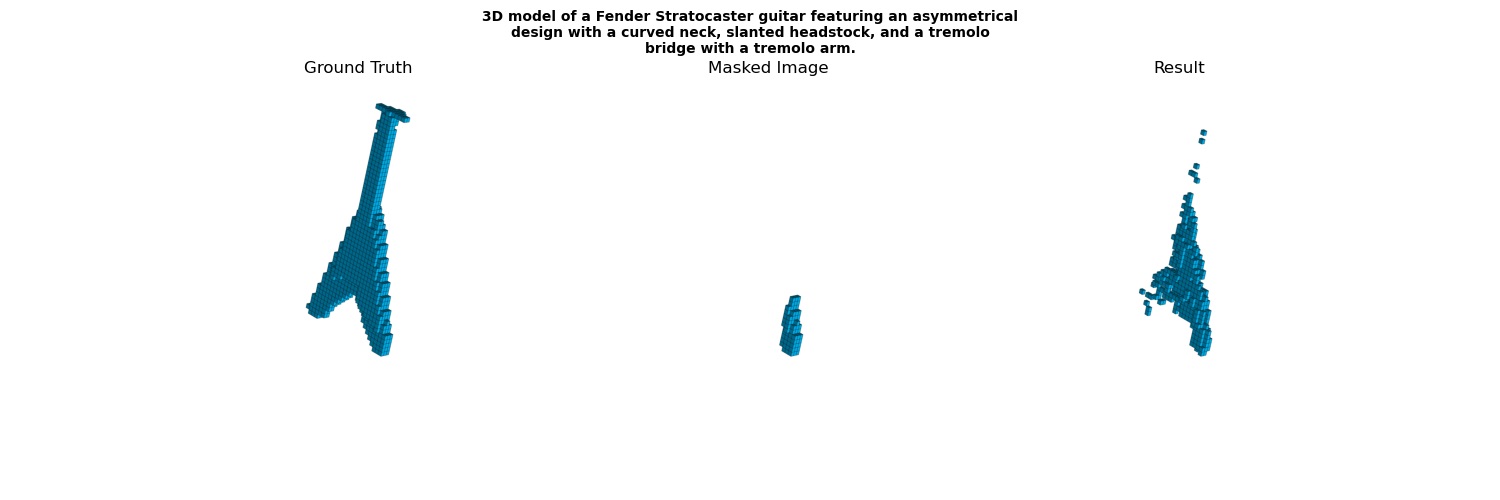 3D model of a Fender Stratocaster guitar featuring an asymmetrical
design with a curved neck, slanted headstock, and a tremolo
bridge with a tremolo arm.
Ground Truth
Masked Image
Result